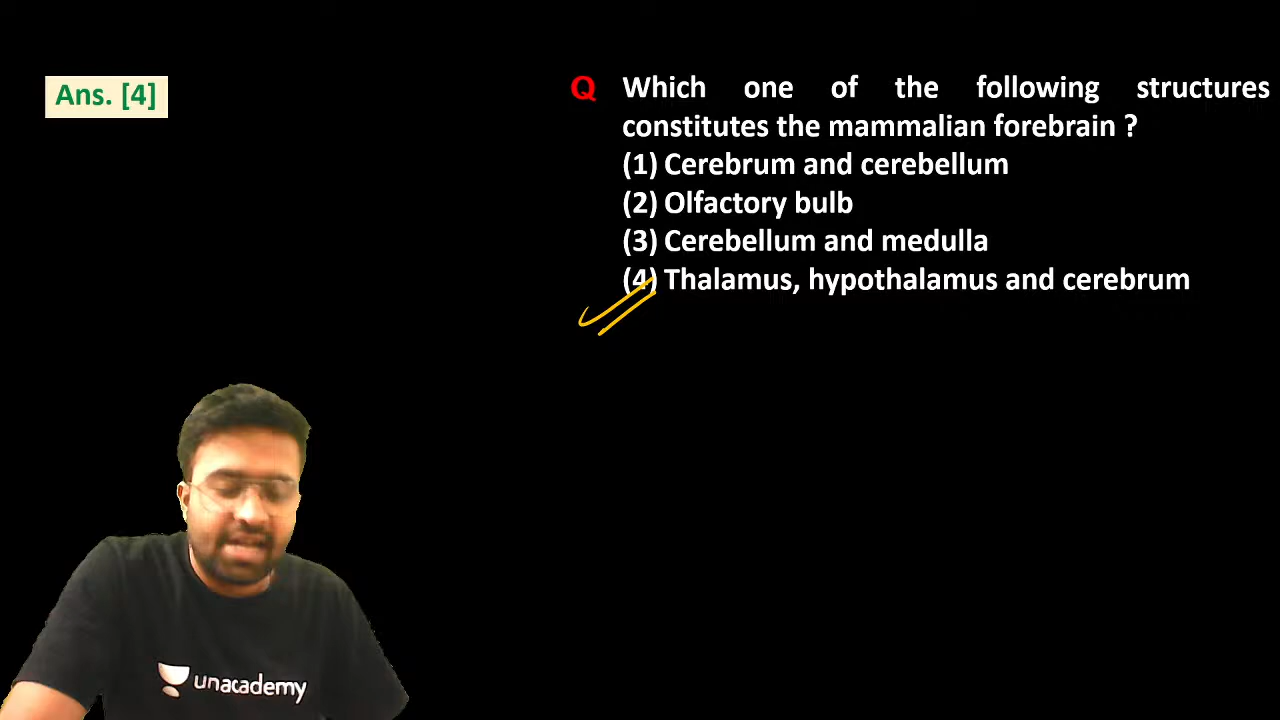 Ans. [4]
Q Which one of the following structures
constitutes the mammalian forebrain ?
(1) Cerebrum and cerebellum
(2) Olfactory bulb
(3) Cerebellum and medulla
(4) Thalamus, hypothalamus and cerebrum
unacademy